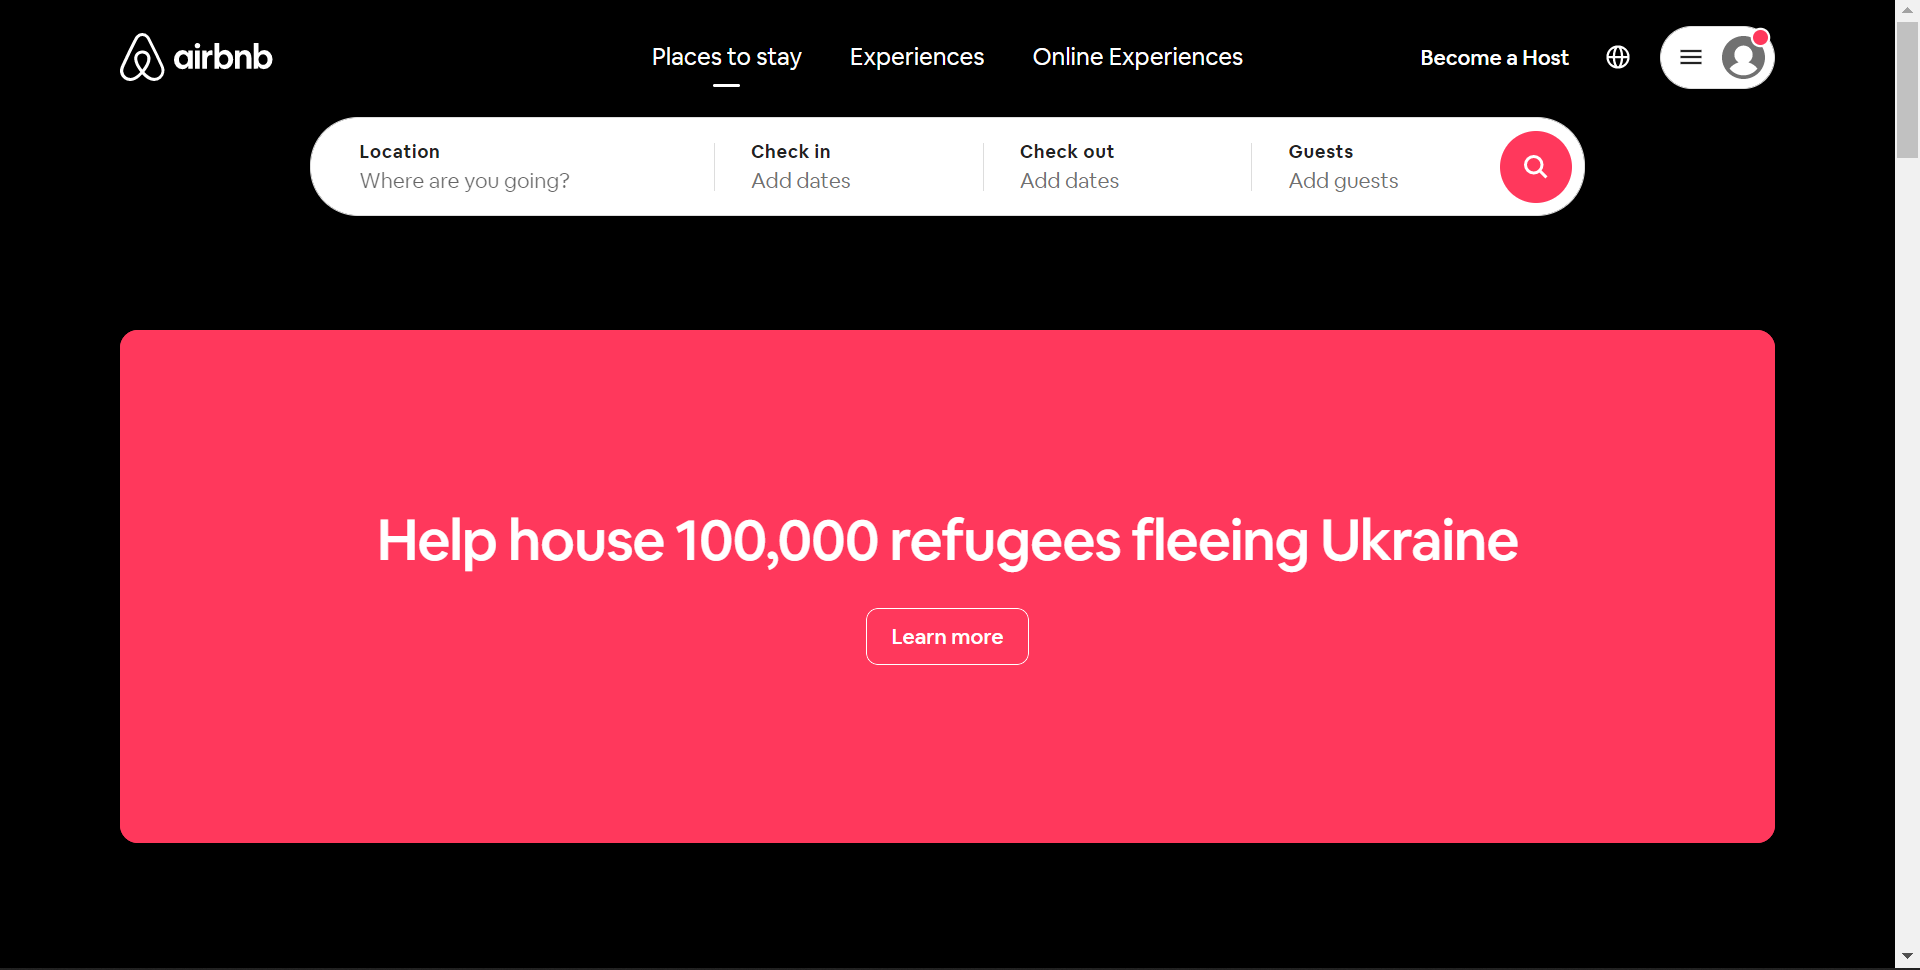 airbnb
Places to stay
Experiences
Online Experiences
Become a Host
Location
Where are you going?
Check in
Add dates
Check out
Add dates
Guests
Add guests
Help house 100,000 refugees fleeing Ukraine
Learn more